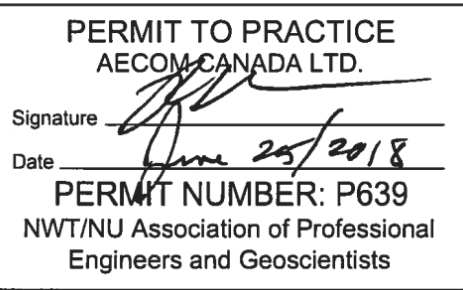 PERMIT TO PRACTICE
AECOM CANADA LTD.
Signature
Date June 25/2018
PERMIT NUMBER: P639
NWT/NU Association of Professional
Engineers and Geoscientists